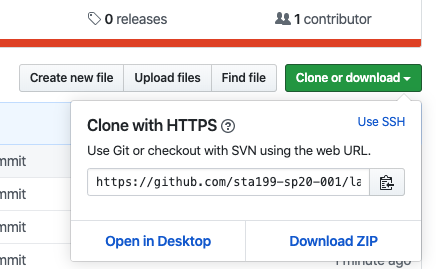 0 releases
1 contributor
Create new file
Upload files
Find file
Clone or download
Clone with HTTPS
Use SSH
Use Git or checkout with SVN using the web URL.
https://github.com/sta199-sp20-001/la
mmit
mmit
mmit
mmit
Open in Desktop
Download ZIP
1 minute ago